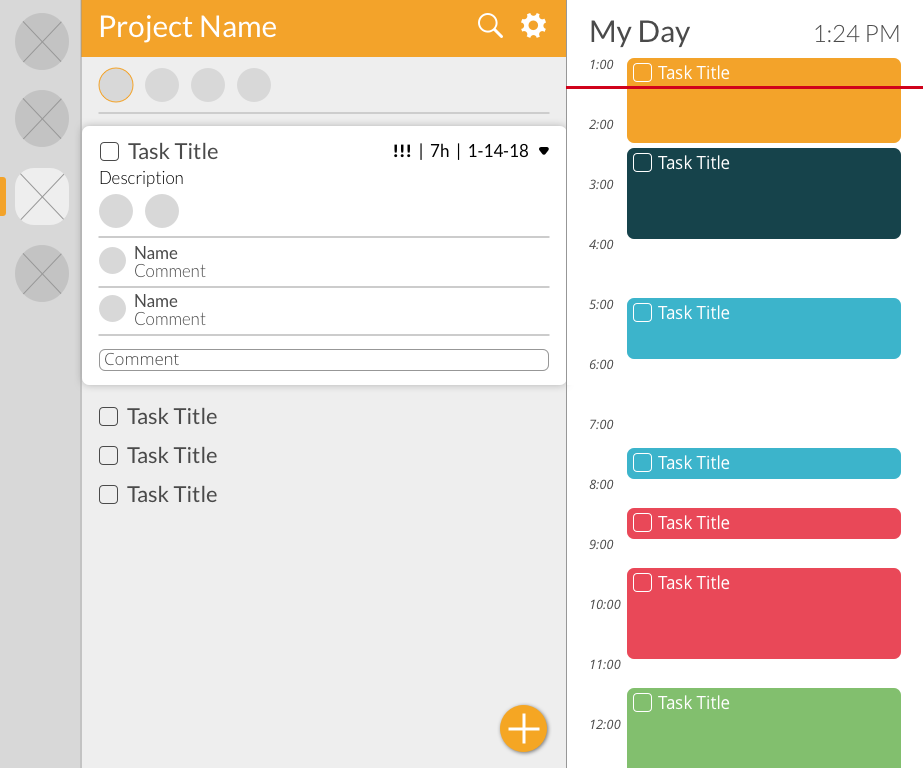 Project Name
Task Title
!!! | 7h | 1-14-18
Description
Name
Comment
Name
Comment
Comment
Task Title
Task Title
Task Title
My Day
1:24 PM
1:00
Task Title
2:00
Task Title
3:00
4:00
5:00
Task Title
6:00
7:00
Task Title
8:00
Task Title
9:00
Task Title
10:00
11:00
Task Title
12:00